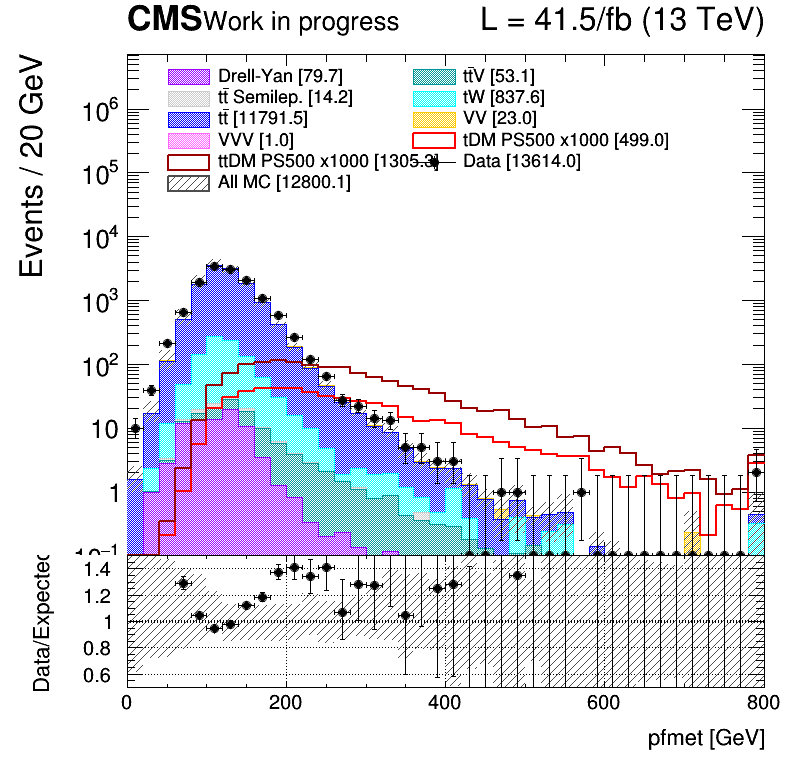 CMS Work in progress L = 41.5/fb (13 TeV)
Events / 20 GeV
Drell-Yan [79.7] tt̄V [53.1]
tt̄ Semilep. [14.2] tW [837.6]
tt̄ [11791.5] VV [23.0]
VVV [1.0] tDM PS500 x1000 [499.0]
ttDM PS500 x1000 [1305.3] Data [13614.0]
All MC [12800.1]
10⁶
10⁵
10⁴
10³
10²
10
1
10⁻¹
Data/Expected
1.4
1.2
1
0.8
0.6
0 200 400 600 800
pfmet [GeV]